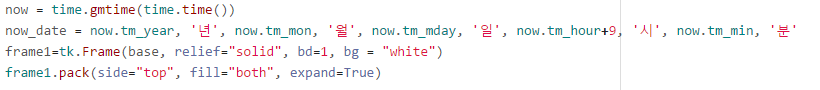 now = time.gmtime(time.time())
now_date = now.tm_year, '년', now.tm_mon, '월', now.tm_mday, '일', now.tm_hour+9, '시', now.tm_min, '분'
frame1=tk.Frame(base, relief="solid", bd=1, bg = "white")
frame1.pack(side="top", fill="both", expand=True)